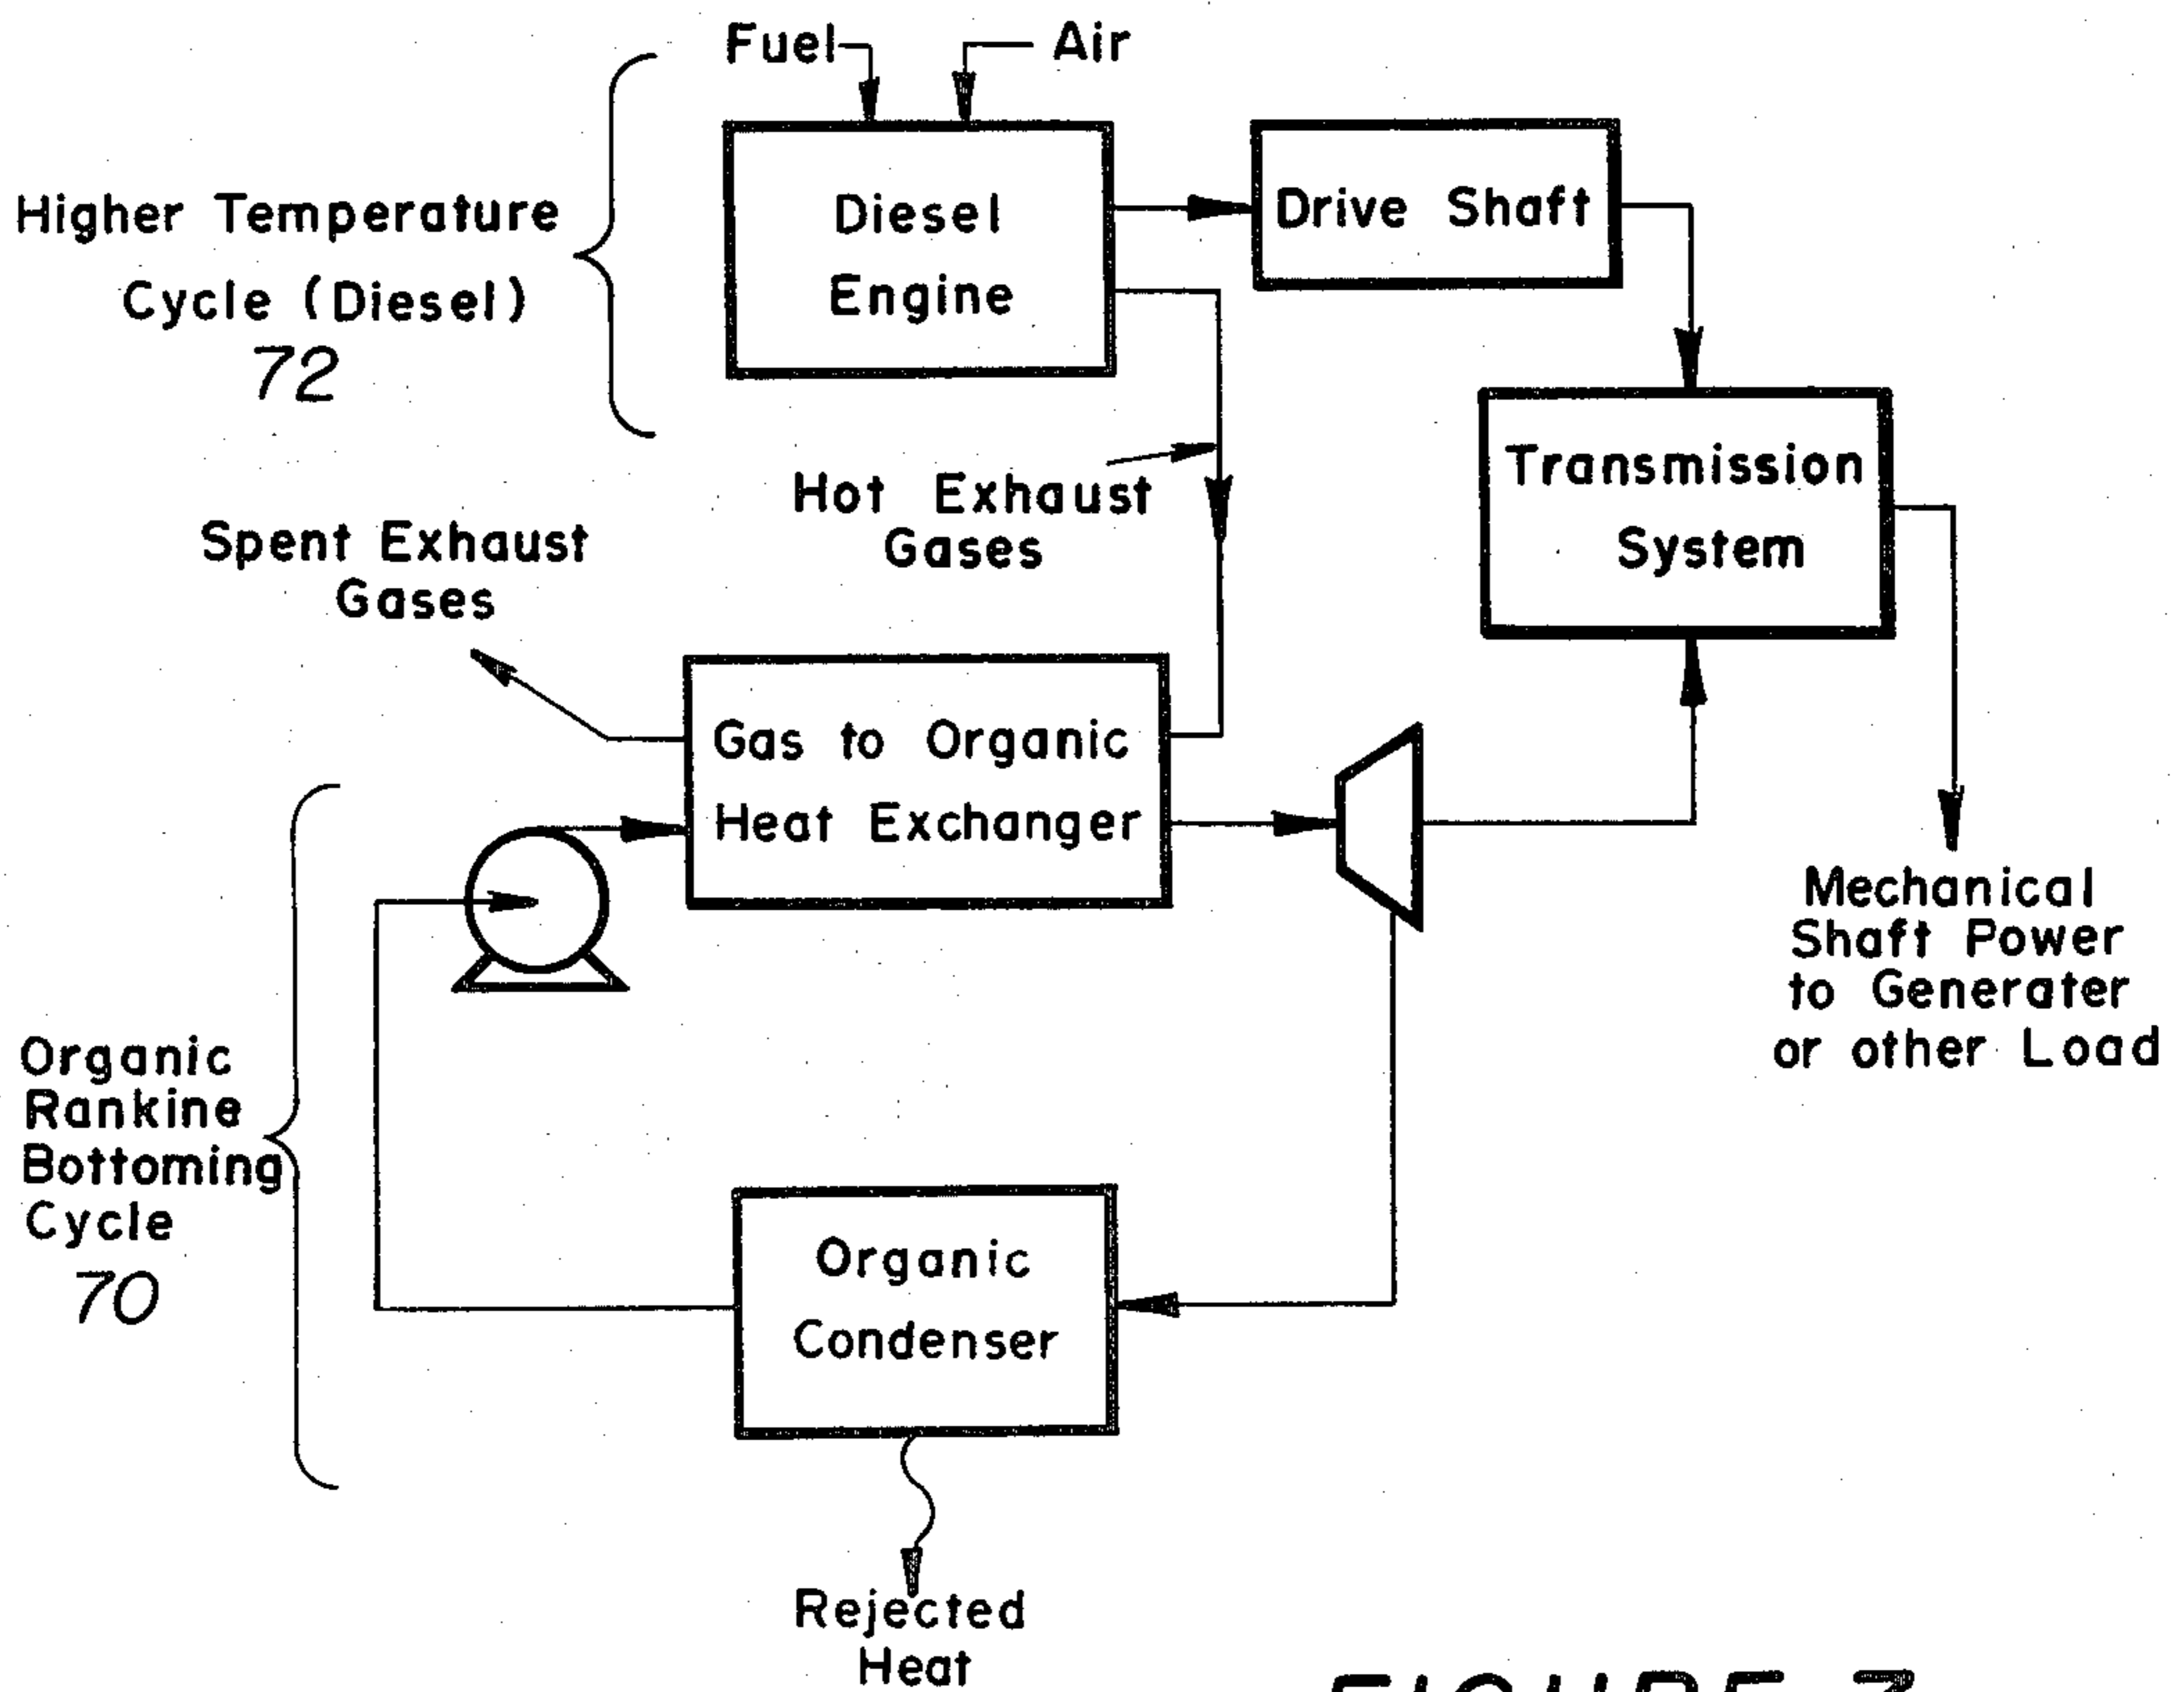 Fuel
Air
Higher Temperature
Cycle (Diesel)
72
Diesel
Engine
Drive Shaft
Transmission
System
Hot Exhaust
Gases
Spent Exhaust
Gases
Gas to Organic
Heat Exchanger
Mechanical
Shaft Power
to Generater
or other Load
Organic
Rankine
Bottoming
Cycle
70
Organic
Condenser
Rejected
Heat